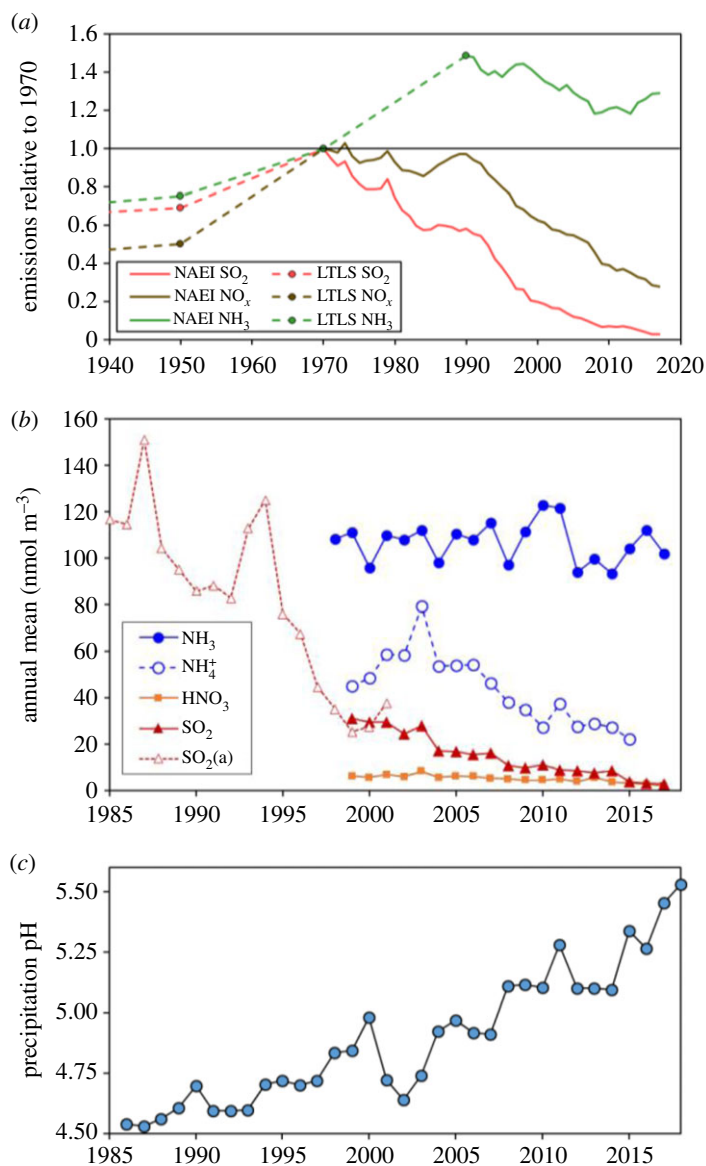 (a)
emissions relative to 1970
1.6
1.4
1.2
1.0
0.8
0.6
0.4
0.2
0
NAEI SO₂ LTLS SO₂
NAEI NOₓ LTLS NOₓ
NAEI NH₃ LTLS NH₃
1940 1950 1960 1970 1980 1990 2000 2010 2020
(b)
annual mean (nmol m⁻³)
160
140
120
100
80
60
40
20
0
NH₃
NH₄⁺
HNO₃
SO₂
SO₂(a)
1985 1990 1995 2000 2005 2010 2015
(c)
precipitation pH
5.50
5.25
5.00
4.75
4.50
1985 1990 1995 2000 2005 2010 2015